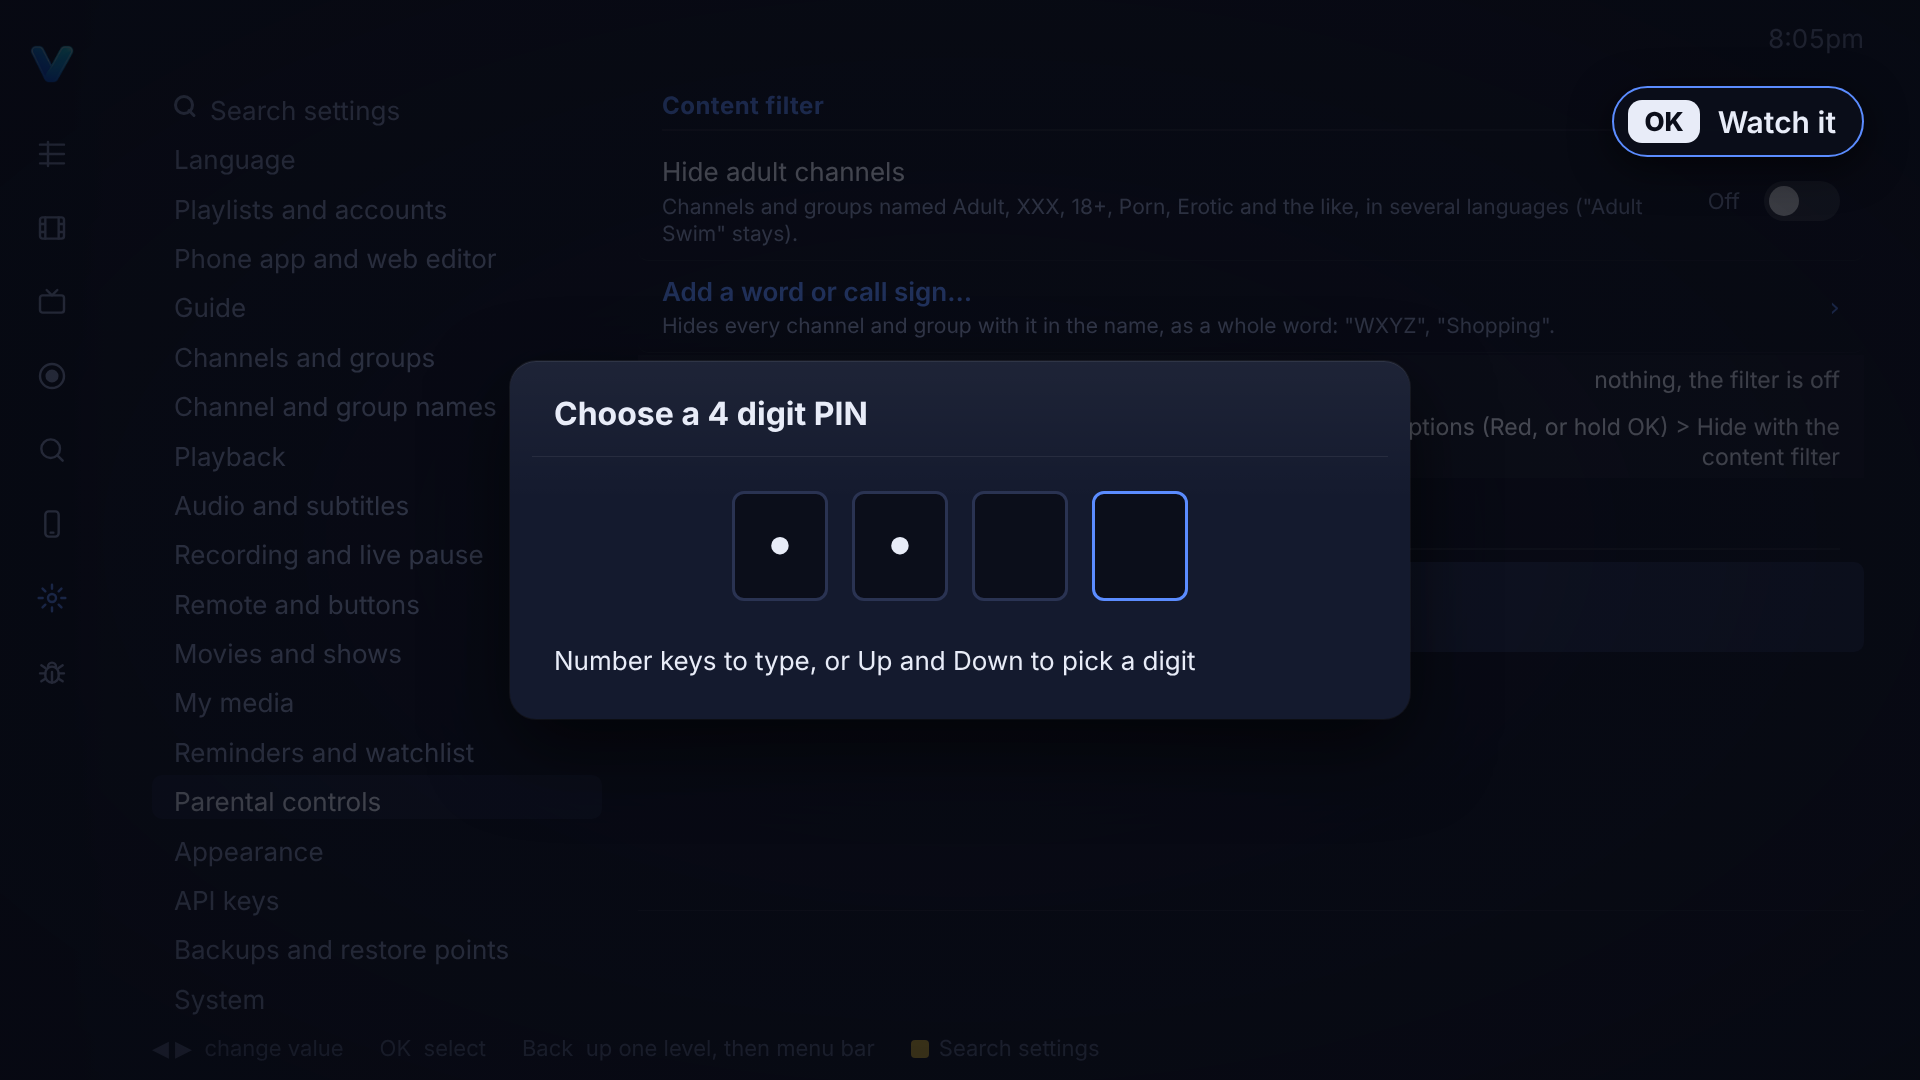 8:05pm
OK Watch it
Search settings
Language
Playlists and accounts
Phone app and web editor
Guide
Channels and groups
Channel and group names
Playback
Audio and subtitles
Recording and live pause
Remote and buttons
Movies and shows
My media
Reminders and watchlist
Parental controls
Appearance
API keys
Backups and restore points
System
Content filter
Hide adult channels
Channels and groups named Adult, XXX, 18+, Porn, Erotic and the like, in several languages ("Adult
Swim" stays).
Off
Add a word or call sign...
Hides every channel and group with it in the name, as a whole word: "WXYZ", "Shopping".
nothing, the filter is off
(Red, or hold OK) > Hide with the
content filter
Choose a 4 digit PIN
Number keys to type, or Up and Down to pick a digit
change value OK select Back up one level, then menu bar Search settings